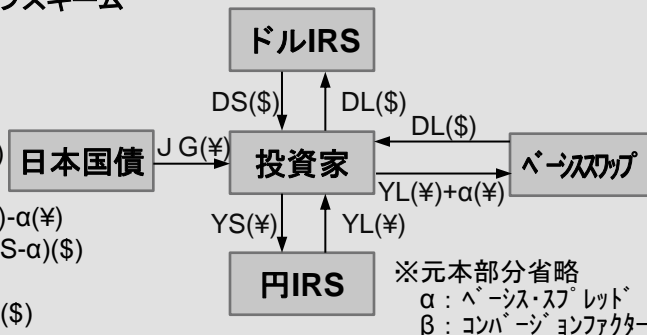 プスキーム
ドルIRS
DS($)
DL($)
DL($)
)
日本国債
J G(¥)
投資家
ベーシススワップ
YL(¥)+α(¥)
)-α(¥)
YS(¥)
YL(¥)
S-α)($)
円IRS
※元本部分省略
α：ベーシス・スプレッド
($)
β：コンバージョンファクター